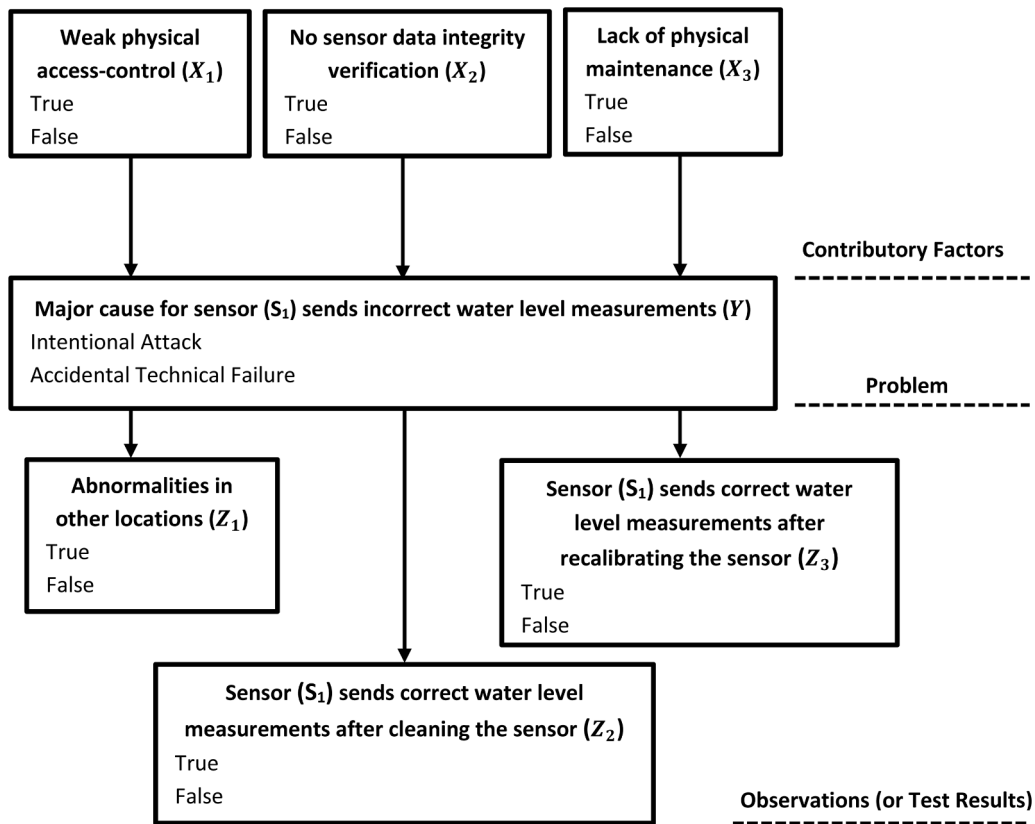 Weak physical
access-control (X₁)
True
False
No sensor data integrity
verification (X₂)
True
False
Lack of physical
maintenance (X₃)
True
False
Contributory Factors
Major cause for sensor (S₁) sends incorrect water level measurements (Y)
Intentional Attack
Accidental Technical Failure
Problem
Abnormalities in
other locations (Z₁)
True
False
Sensor (S₁) sends correct water
level measurements after
recalibrating the sensor (Z₃)
True
False
Sensor (S₁) sends correct water level
measurements after cleaning the sensor (Z₂)
True
False
Observations (or Test Results)